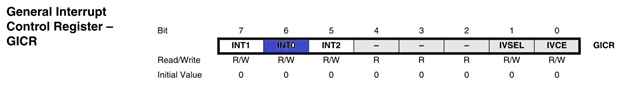 General Interrupt
Control Register –
GICR
Bit 7 6 5 4 3 2 1 0
INT1 INT0 INT2 – – – IVSEL IVCE GICR
Read/Write R/W R/W R/W R R R R/W R/W
Initial Value 0 0 0 0 0 0 0 0